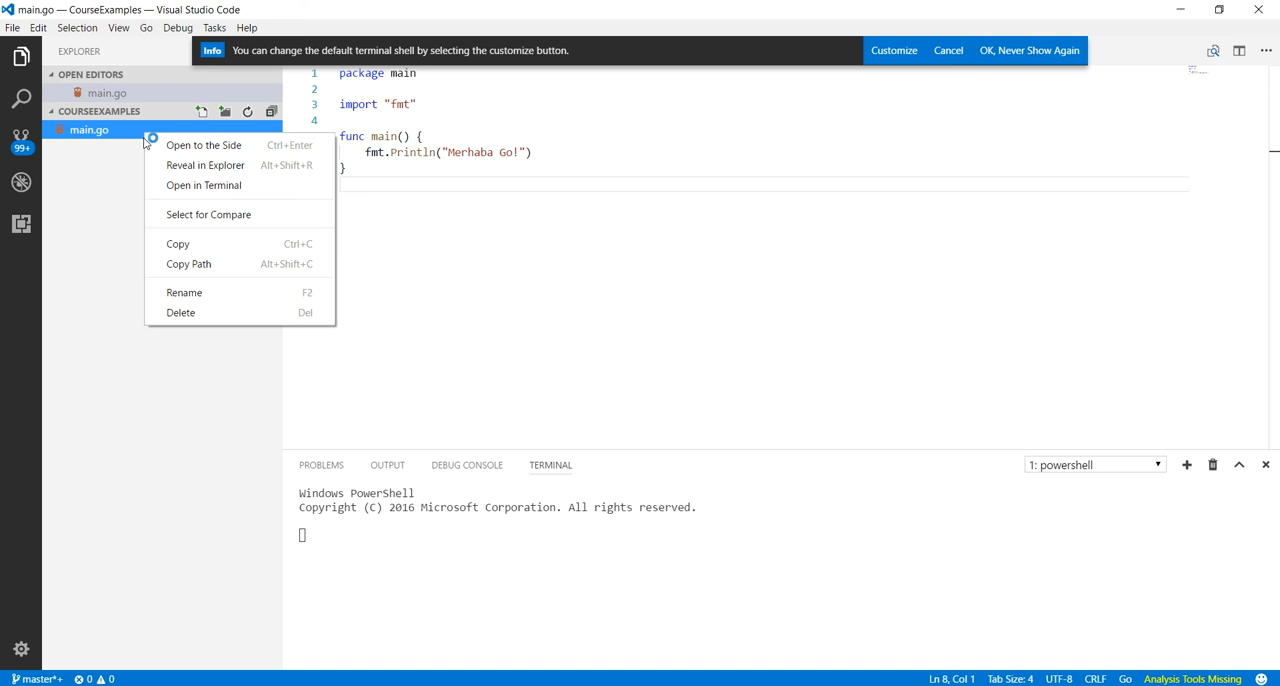 main.go — CourseExamples — Visual Studio Code
File Edit Selection View Go Debug Tasks Help
EXPLORER
Info You can change the default terminal shell by selecting the customize button.
Customize Cancel OK, Never Show Again
OPEN EDITORS
main.go
COURSEEXAMPLES
main.go
99+
Open to the Side Ctrl+Enter
Reveal in Explorer Alt+Shift+R
Open in Terminal
Select for Compare
Copy Ctrl+C
Copy Path Alt+Shift+C
Rename F2
Delete Del
1 package main
2
3 import "fmt"
4
func main() {
fmt.Println("Merhaba Go!")
}
PROBLEMS OUTPUT DEBUG CONSOLE TERMINAL
1: powershell
Windows PowerShell
Copyright (C) 2016 Microsoft Corporation. All rights reserved.
master*+ 0 0
Ln 8, Col 1 Tab Size: 4 UTF-8 CRLF Go Analysis Tools Missing